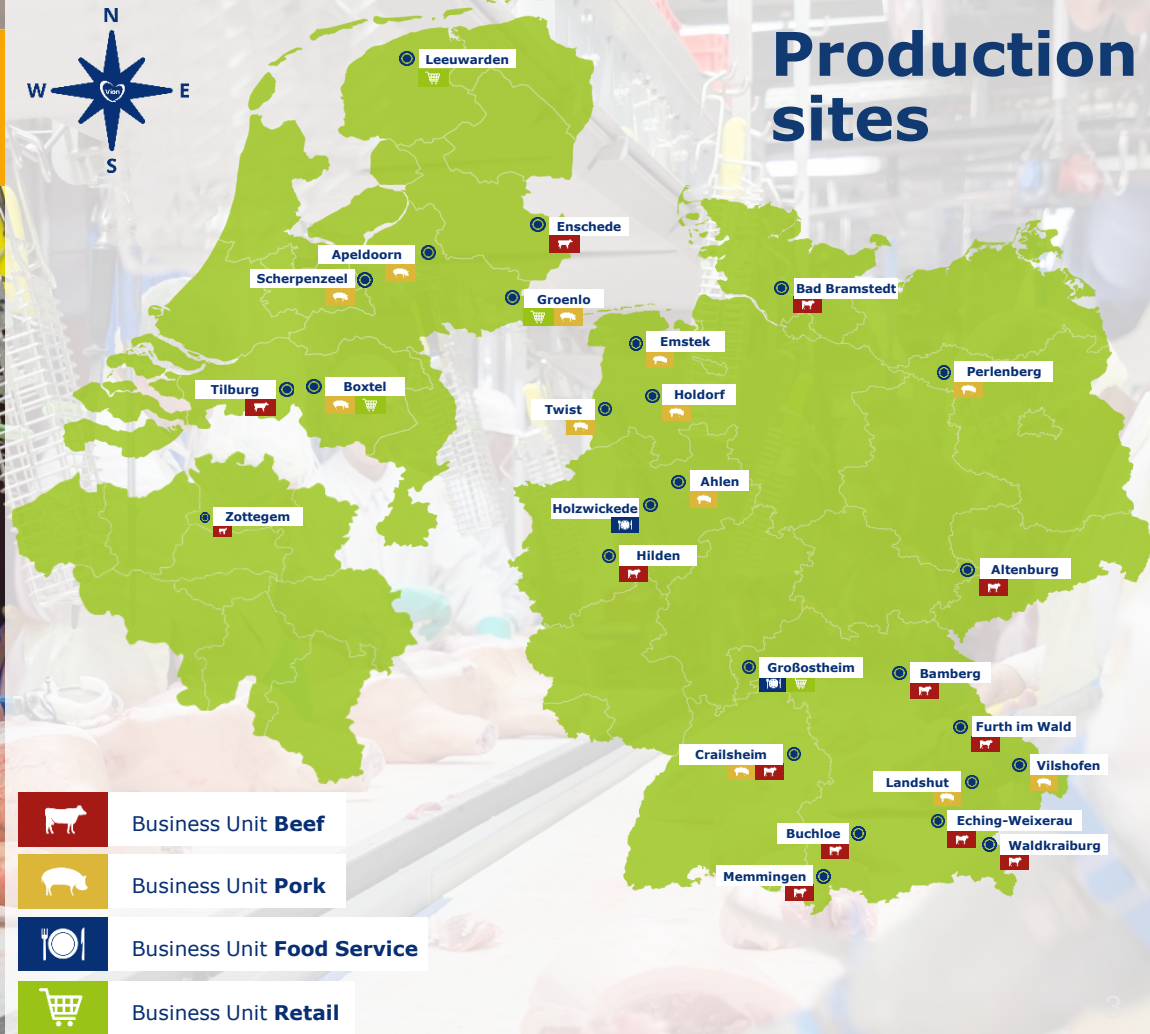 N
W
Vion
E
S
Production
sites
Leeuwarden
Enschede
Apeldoorn
Scherpenzeel
Groenlo
Bad Bramstedt
Emstek
Perlenberg
Tilburg
Boxtel
Holdorf
Twist
Ahlen
Holzwickede
Zottegem
Hilden
Altenburg
Großostheim
Bamberg
Furth im Wald
Crailsheim
Vilshofen
Landshut
Eching-Weixerau
Buchloe
Waldkraiburg
Memmingen
Business Unit Beef
Business Unit Pork
Business Unit Food Service
Business Unit Retail
3